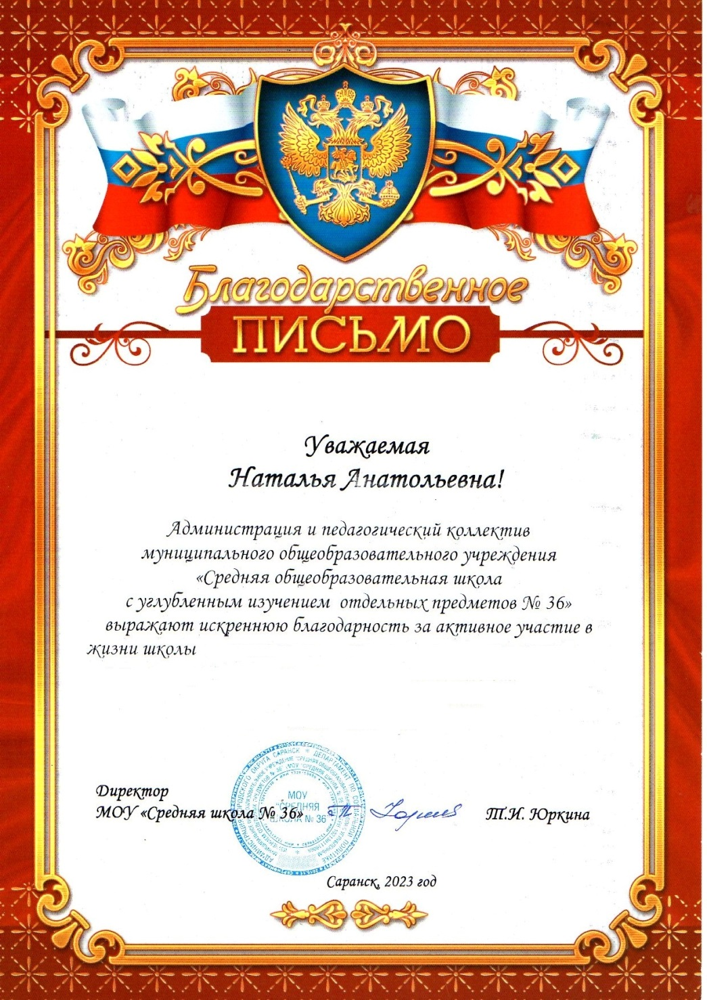 Благодарственное
ПИСЬМО
Уважаемая
Наталья Анатольевна!
Администрация и педагогический коллектив
муниципального общеобразовательного учреждения
«Средняя общеобразовательная школа
с углубленным изучением отдельных предметов № 36»
выражают искреннюю благодарность за активное участие в
жизни школы
Директор
МОУ «Средняя школа № 36»
Т.И. Юркина
МОУ
"СРЕДНЯЯ
ШКОЛА № 36"
Саранск, 2023 год